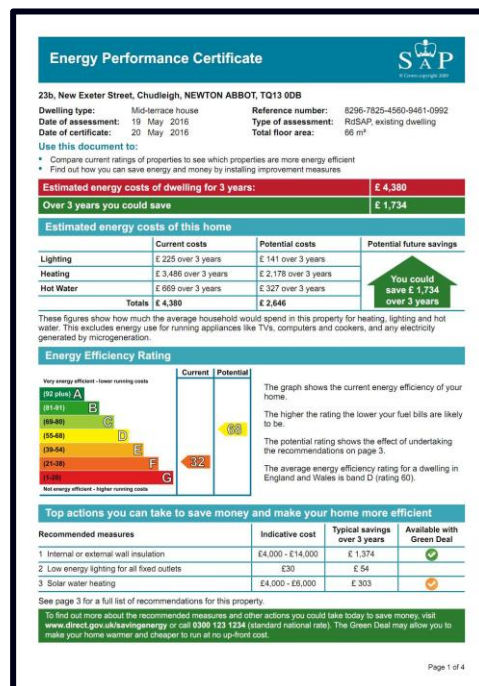 Energy Performance Certificate
SAP
© Crown copyright 2009
23b, New Exeter Street, Chudleigh, NEWTON ABBOT, TQ13 0DB
Dwelling type: Mid-terrace house Reference number: 8296-7825-4560-9461-0992
Date of assessment: 19 May 2016 Type of assessment: RdSAP, existing dwelling
Date of certificate: 20 May 2016 Total floor area: 66 m²
Use this document to:
• Compare current ratings of properties to see which properties are more energy efficient
• Find out how you can save energy and money by installing improvement measures
Estimated energy costs of dwelling for 3 years: £ 4,380
Over 3 years you could save £ 1,734
Estimated energy costs of this home
Current costs Potential costs Potential future savings
Lighting £ 225 over 3 years £ 141 over 3 years
Heating £ 3,486 over 3 years £ 2,178 over 3 years
Hot Water £ 669 over 3 years £ 327 over 3 years
Totals £ 4,380 £ 2,646
You could
save £ 1,734
over 3 years
These figures show how much the average household would spend in this property for heating, lighting and hot
water. This excludes energy use for running appliances like TVs, computers and cookers, and any electricity
generated by microgeneration.
Energy Efficiency Rating
Current Potential
Very energy efficient - lower running costs
(92 plus) A
(81-91) B
(69-80) C
(55-68) D
(39-54) E
(21-38) F
(1-20) G
Not energy efficient - higher running costs
32
The graph shows the current energy efficiency of your
home.
The higher the rating the lower your fuel bills are likely
to be.
The potential rating shows the effect of undertaking
the recommendations on page 3.
The average energy efficiency rating for a dwelling in
England and Wales is band D (rating 60).
Top actions you can take to save money and make your home more efficient
Recommended measures Indicative cost Typical savings over 3 years Available with Green Deal
1 Internal or external wall insulation £4,000 - £14,000 £ 1,374
2 Low energy lighting for all fixed outlets £30 £ 54
3 Solar water heating £4,000 - £6,000 £ 303
See page 3 for a full list of recommendations for this property.
To find out more about the recommended measures and other actions you could take today to save money, visit
www.direct.gov.uk/savingenergy or call 0300 123 1234 (standard national rate). The Green Deal may allow you to
make your home warmer and cheaper to run at no up-front cost.
Page 1 of 4